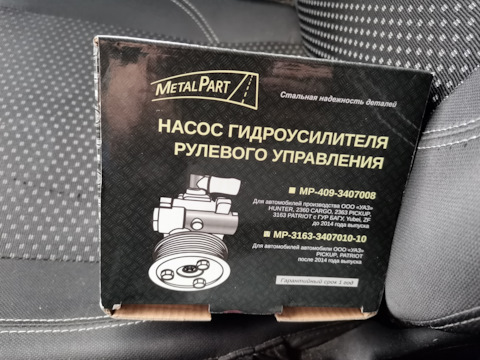 METALPART
Стальная надежность деталей
НАСОС ГИДРОУСИЛИТЕЛЯ
РУЛЕВОГО УПРАВЛЕНИЯ
■ MP-409-3407008
Для автомобилей производства ООО «УАЗ»
HUNTER, 2360 CARGO, 2363 PICKUP,
3163 PATRIOT с ГУР БАГУ, Yubei, ZF
до 2014 года выпуска
■ MP-3163-3407010-10
Для автомобилей автомобили ООО «УАЗ»
PICKUP, PATRIOT
после 2014 года выпуска
Гарантийный срок 1 год